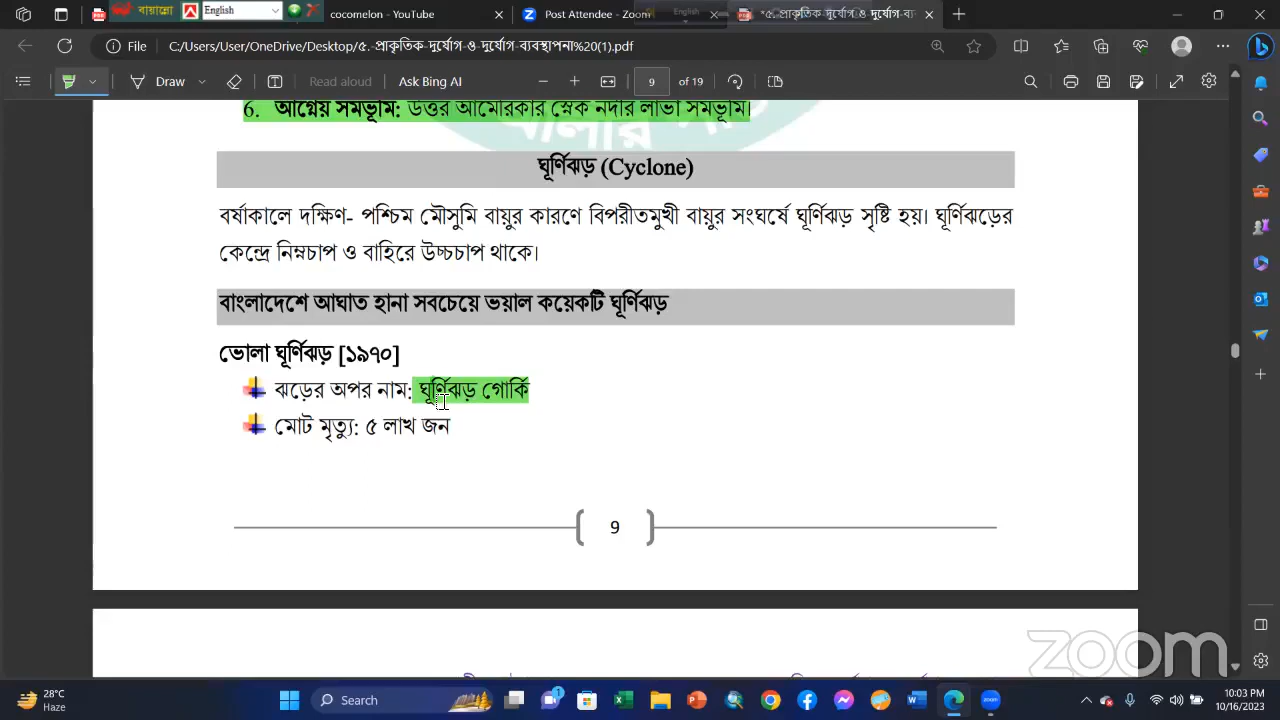 বায়ান্নো
English
cocomelon - YouTube
Post Attendee - Zoom
English
৫. প্রাকৃতিক দুর্যোগ ও দুর্যোগ-ব্য
File
C:/Users/User/OneDrive/Desktop/৫.-প্রাকৃতিক-দুর্যোগ-ও-দুর্যোগ-ব্যবস্থাপনা%20(1).pdf
Draw
Read aloud
Ask Bing AI
9 of 19
6. আগ্নেয় সমভূমি: উত্তর আমেরিকার স্নেক নদীর লাভা সমভূমি।
ঘূর্ণিঝড় (Cyclone)
বর্ষাকালে দক্ষিণ- পশ্চিম মৌসুমি বায়ুর কারণে বিপরীতমুখী বায়ুর সংঘর্ষে ঘূর্ণিঝড় সৃষ্টি হয়। ঘূর্ণিঝড়ের
কেন্দ্রে নিম্নচাপ ও বাহিরে উচ্চচাপ থাকে।
বাংলাদেশে আঘাত হানা সবচেয়ে ভয়াল কয়েকটি ঘূর্ণিঝড়
ভোলা ঘূর্ণিঝড় [১৯৭০]
ঝড়ের অপর নাম: ঘূর্ণিঝড় গোর্কি
মোট মৃত্যু: ৫ লাখ জন
9
zoom
28°C
Haze
Search
10:03 PM
10/16/2023